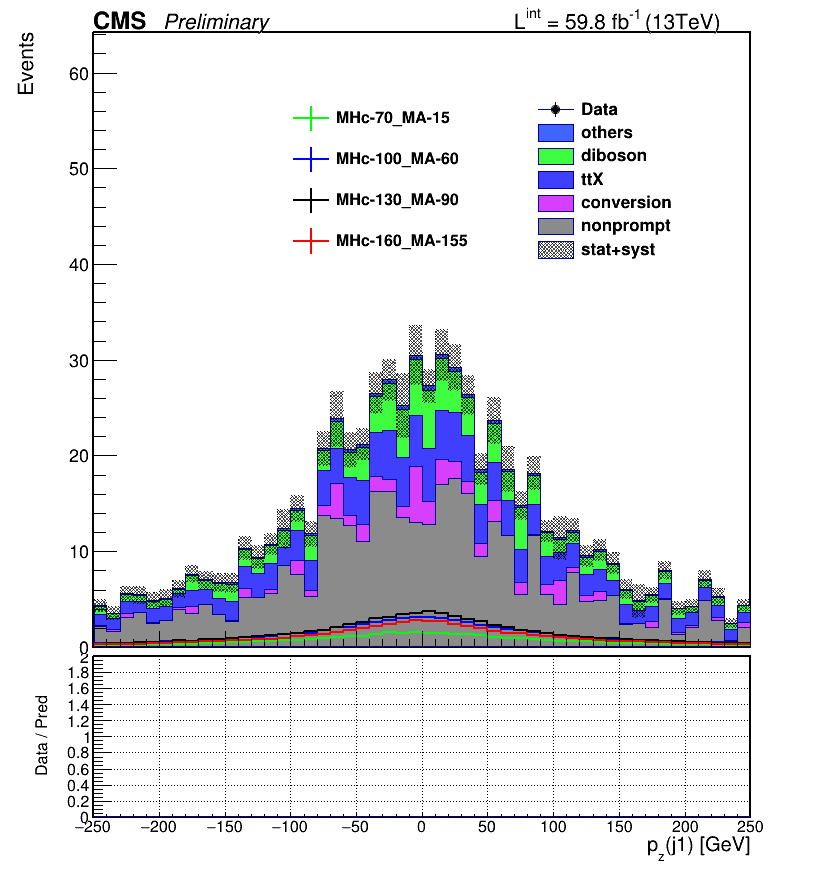 CMS Preliminary L^int = 59.8 fb^-1 (13TeV)
Events
60
50
40
30
20
10
0
MHc-70_MA-15
MHc-100_MA-60
MHc-130_MA-90
MHc-160_MA-155
Data
others
diboson
ttX
conversion
nonprompt
stat+syst
Data / Pred
2
1.8
1.6
1.4
1.2
1
0.8
0.6
0.4
0.2
0
−250 −200 −150 −100 −50 0 50 100 150 200 250
p_z(j1) [GeV]